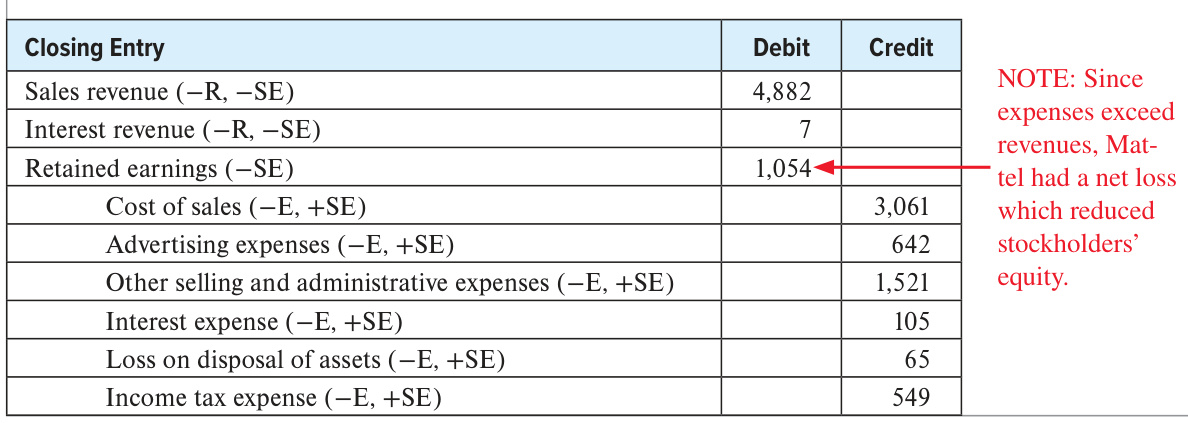 Closing Entry Debit Credit
Sales revenue (−R, −SE) 4,882
Interest revenue (−R, −SE) 7
Retained earnings (−SE) 1,054
Cost of sales (−E, +SE) 3,061
Advertising expenses (−E, +SE) 642
Other selling and administrative expenses (−E, +SE) 1,521
Interest expense (−E, +SE) 105
Loss on disposal of assets (−E, +SE) 65
Income tax expense (−E, +SE) 549
NOTE: Since
expenses exceed
revenues, Mat-
tel had a net loss
which reduced
stockholders’
equity.